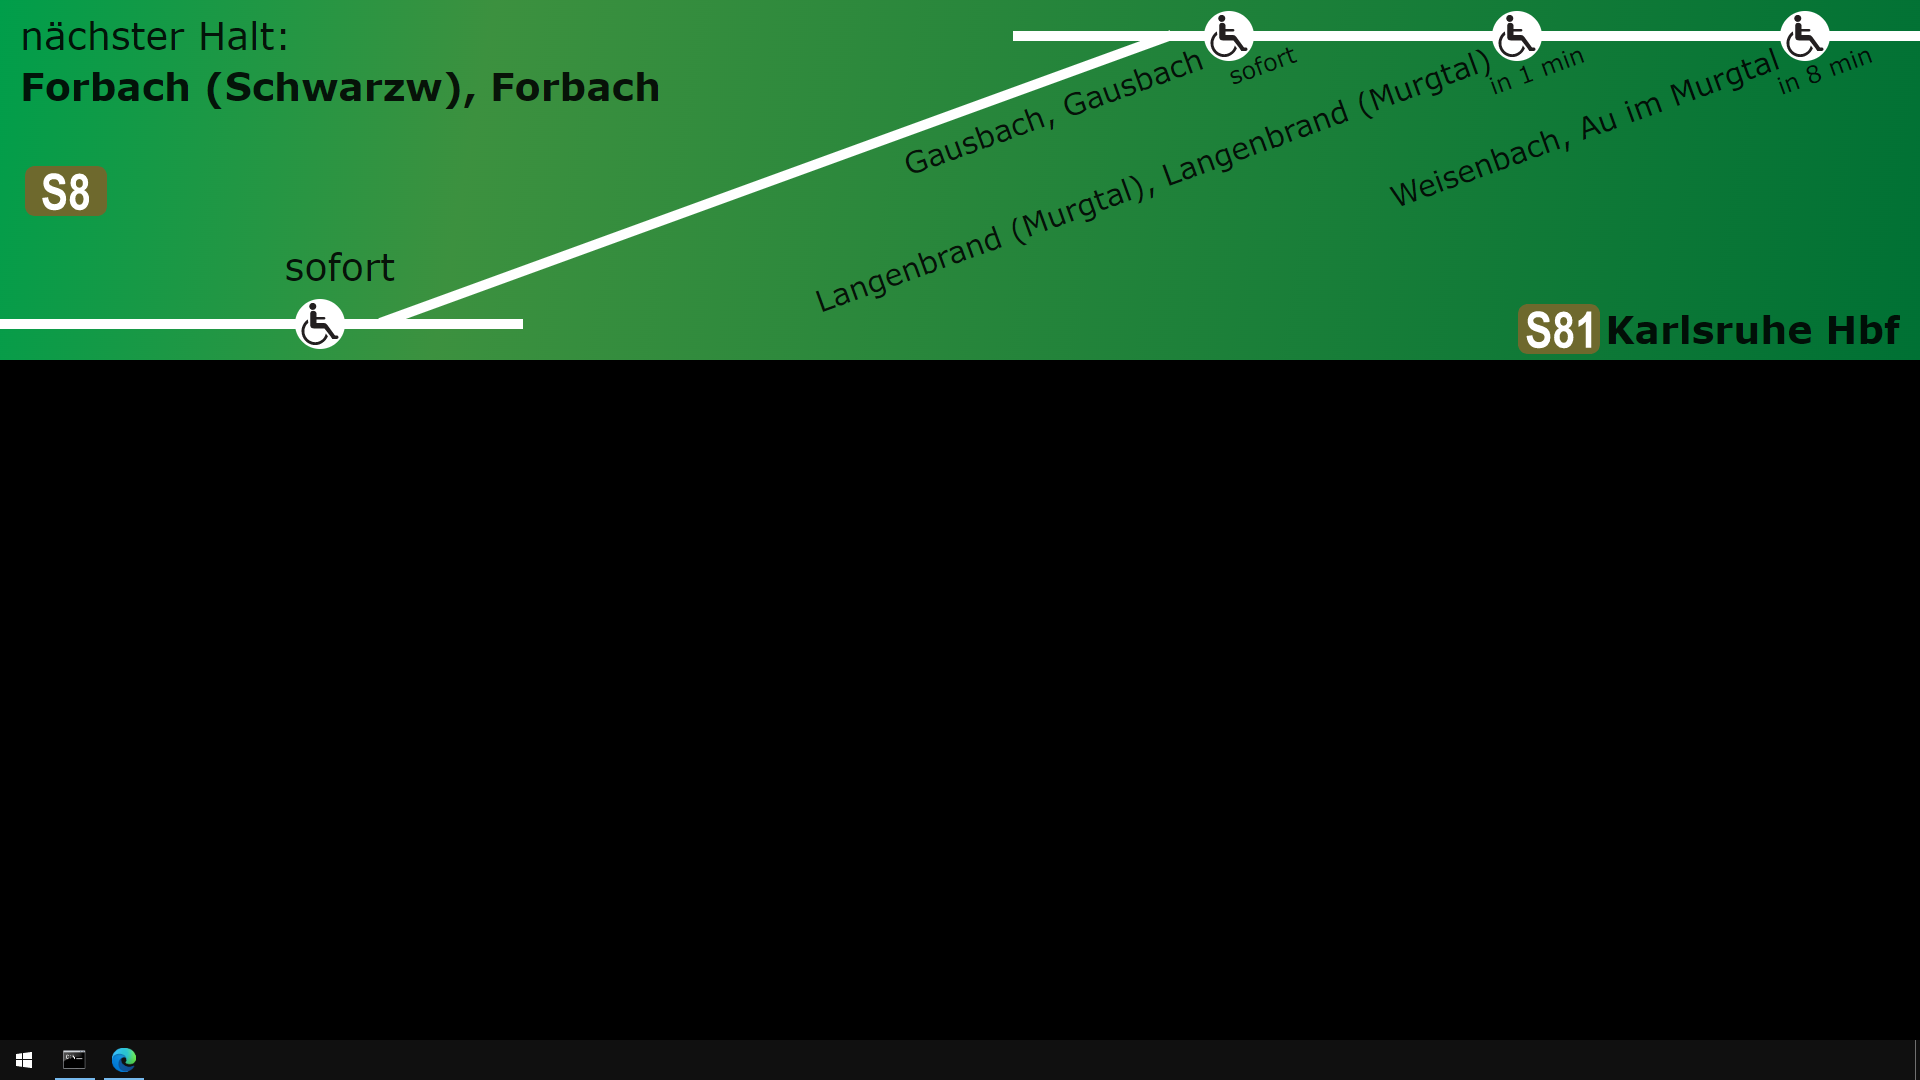 nächster Halt:
Forbach (Schwarzw), Forbach
S8
sofort
Gausbach, Gausbach
sofort
Langenbrand (Murgtal), Langenbrand (Murgtal)
in 1 min
Weisenbach, Au im Murgtal
in 8 min
S81 Karlsruhe Hbf